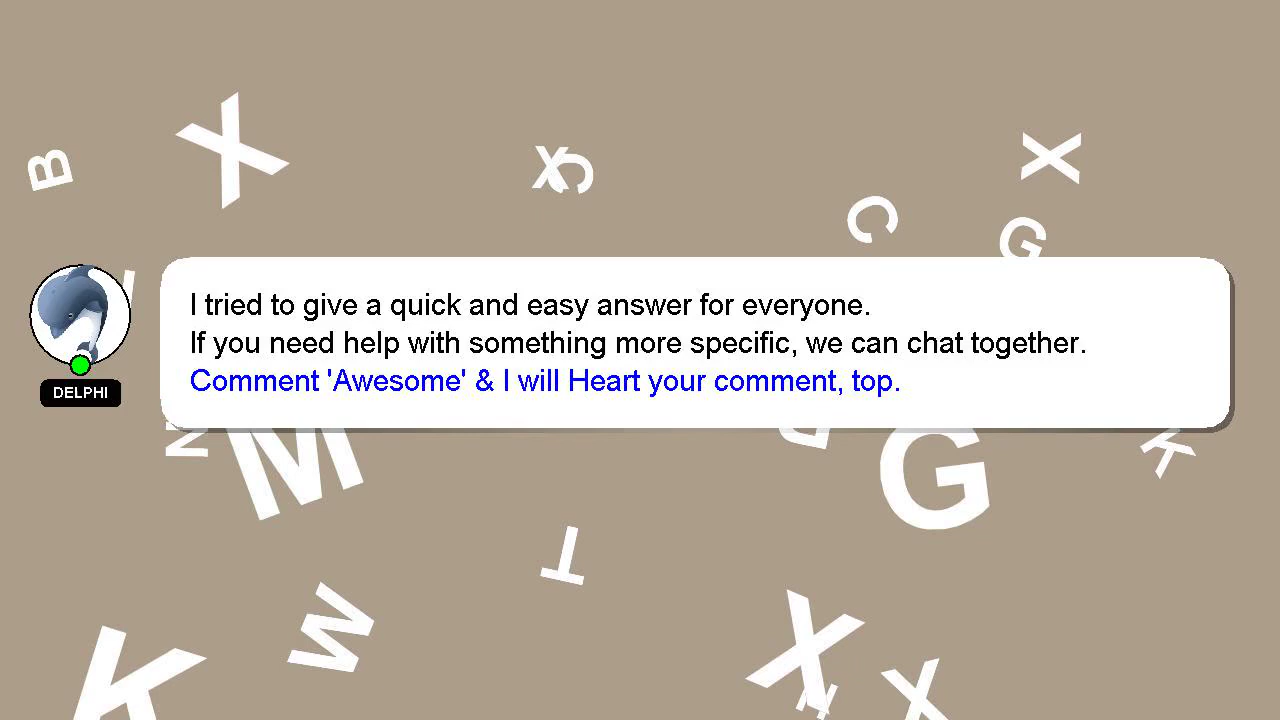 B
X
X
C
X
C
G
I tried to give a quick and easy answer for everyone.
If you need help with something more specific, we can chat together.
Comment 'Awesome' & I will Heart your comment, top.
DELPHI
M
G
K
T
W
X
K
X